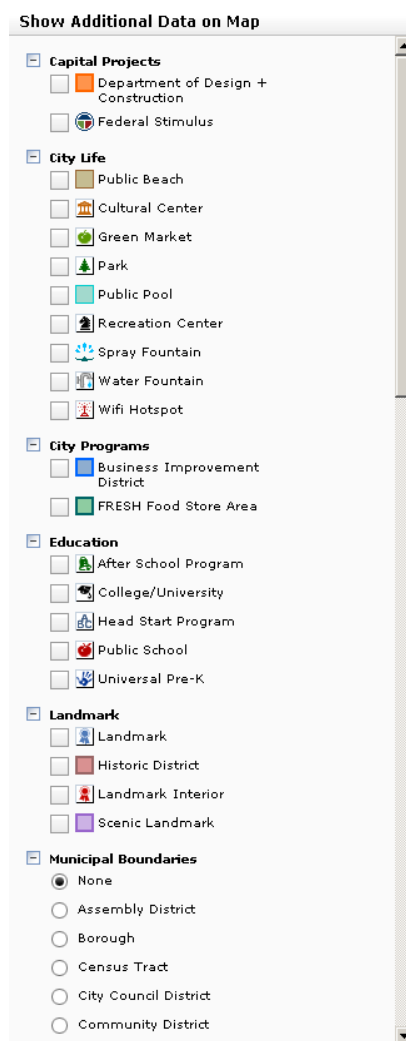 Show Additional Data on Map
Capital Projects
Department of Design +
Construction
Federal Stimulus
City Life
Public Beach
Cultural Center
Green Market
Park
Public Pool
Recreation Center
Spray Fountain
Water Fountain
Wifi Hotspot
City Programs
Business Improvement
District
FRESH Food Store Area
Education
After School Program
College/University
Head Start Program
Public School
Universal Pre-K
Landmark
Landmark
Historic District
Landmark Interior
Scenic Landmark
Municipal Boundaries
None
Assembly District
Borough
Census Tract
City Council District
Community District